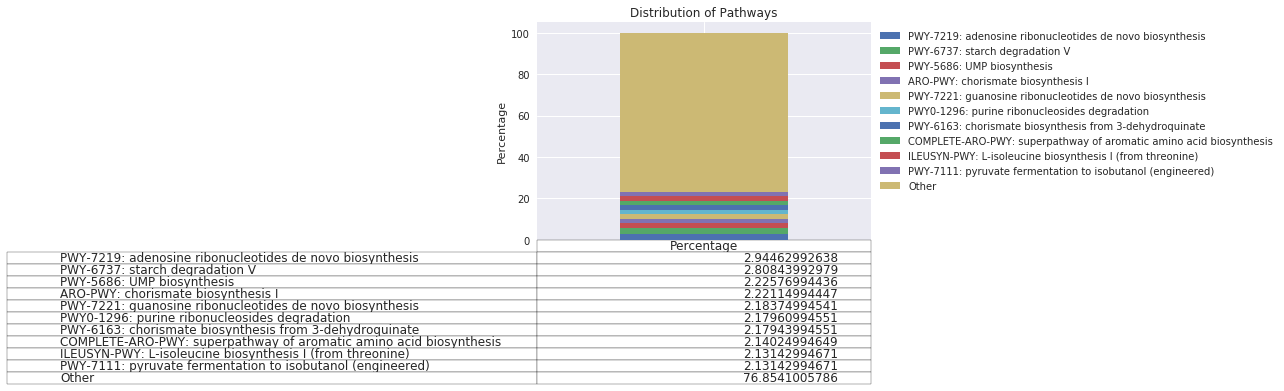 Distribution of Pathways
100
80
60
40
20
0
Percentage
PWY-7219: adenosine ribonucleotides de novo biosynthesis
PWY-6737: starch degradation V
PWY-5686: UMP biosynthesis
ARO-PWY: chorismate biosynthesis I
PWY-7221: guanosine ribonucleotides de novo biosynthesis
PWY0-1296: purine ribonucleosides degradation
PWY-6163: chorismate biosynthesis from 3-dehydroquinate
COMPLETE-ARO-PWY: superpathway of aromatic amino acid biosynthesis
ILEUSYN-PWY: L-isoleucine biosynthesis I (from threonine)
PWY-7111: pyruvate fermentation to isobutanol (engineered)
Other
Percentage
PWY-7219: adenosine ribonucleotides de novo biosynthesis 2.94462992638
PWY-6737: starch degradation V 2.80843992979
PWY-5686: UMP biosynthesis 2.22576994436
ARO-PWY: chorismate biosynthesis I 2.22114994447
PWY-7221: guanosine ribonucleotides de novo biosynthesis 2.18374994541
PWY0-1296: purine ribonucleosides degradation 2.17960994551
PWY-6163: chorismate biosynthesis from 3-dehydroquinate 2.17943994551
COMPLETE-ARO-PWY: superpathway of aromatic amino acid biosynthesis 2.14024994649
ILEUSYN-PWY: L-isoleucine biosynthesis I (from threonine) 2.13142994671
PWY-7111: pyruvate fermentation to isobutanol (engineered) 2.13142994671
Other 76.8541005786